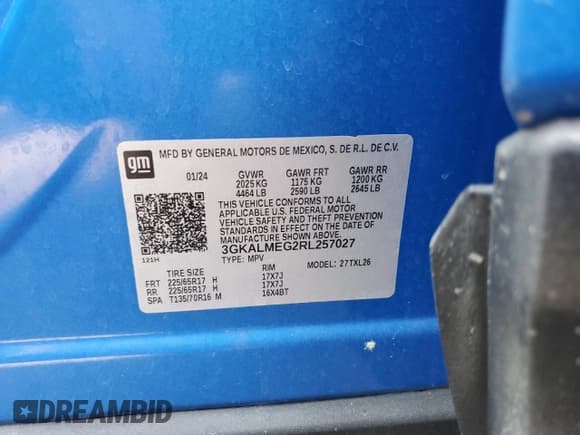 gm MFD BY GENERAL MOTORS DE MEXICO, S. DE R.L. DE C.V.
01/24 GVWR GAWR FRT GAWR RR
2025 KG 1175 KG 1200 KG
4464 LB 2590 LB 2645 LB
THIS VEHICLE CONFORMS TO ALL
APPLICABLE U.S. FEDERAL MOTOR
VEHICLE SAFETY AND THEFT PREVENTION
STANDARDS IN EFFECT ON THE DATE OF
MANUFACTURE SHOWN ABOVE.
3GKALMEG2RL257027
121H TYPE: MPV MODEL: 27TXL26
TIRE SIZE RIM
FRT 225/65R17 H 17X7J
RR 225/65R17 H 17X7J
SPA T135/70R16 M 16X4BT
DREAMBID